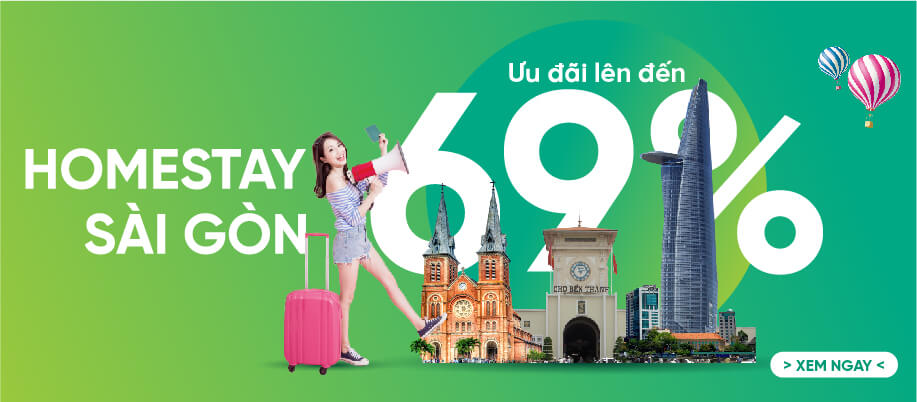 Ưu đãi lên đến
69%
HOMESTAY
SÀI GÒN
CHỢ BẾN THÀNH
> XEM NGAY <